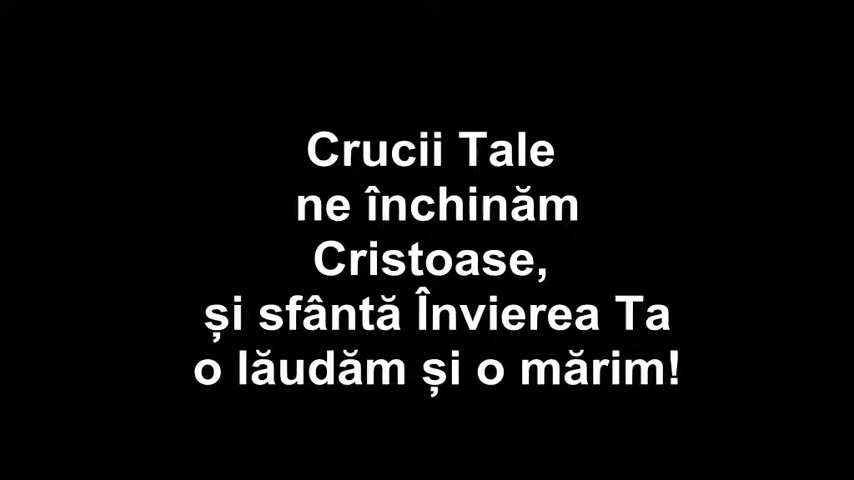 Crucii Tale
ne închinăm
Cristoase,
și sfântă Învierea Ta
o lăudăm și o mărim!